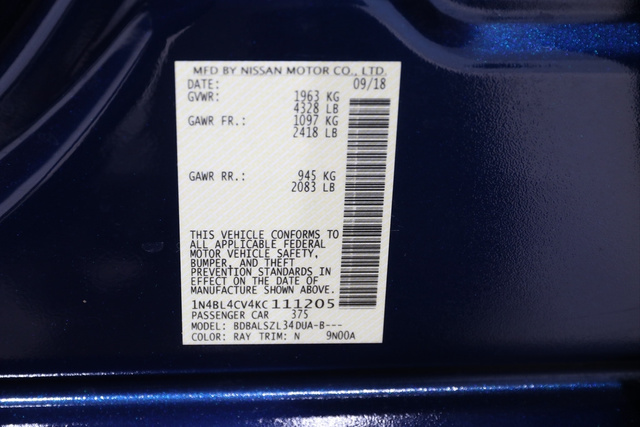 MFD BY NISSAN MOTOR CO., LTD.
DATE: 09/18
GVWR: 1963 KG
4328 LB
GAWR FR.: 1097 KG
2418 LB
GAWR RR.: 945 KG
2083 LB
THIS VEHICLE CONFORMS TO
ALL APPLICABLE FEDERAL
MOTOR VEHICLE SAFETY,
BUMPER, AND THEFT
PREVENTION STANDARDS IN
EFFECT ON THE DATE OF
MANUFACTURE SHOWN ABOVE.
1N4BL4CV4KC111205
PASSENGER CAR 375
MODEL: BDBALSZL34DUA-B---
COLOR: RAY TRIM: N 9N00A